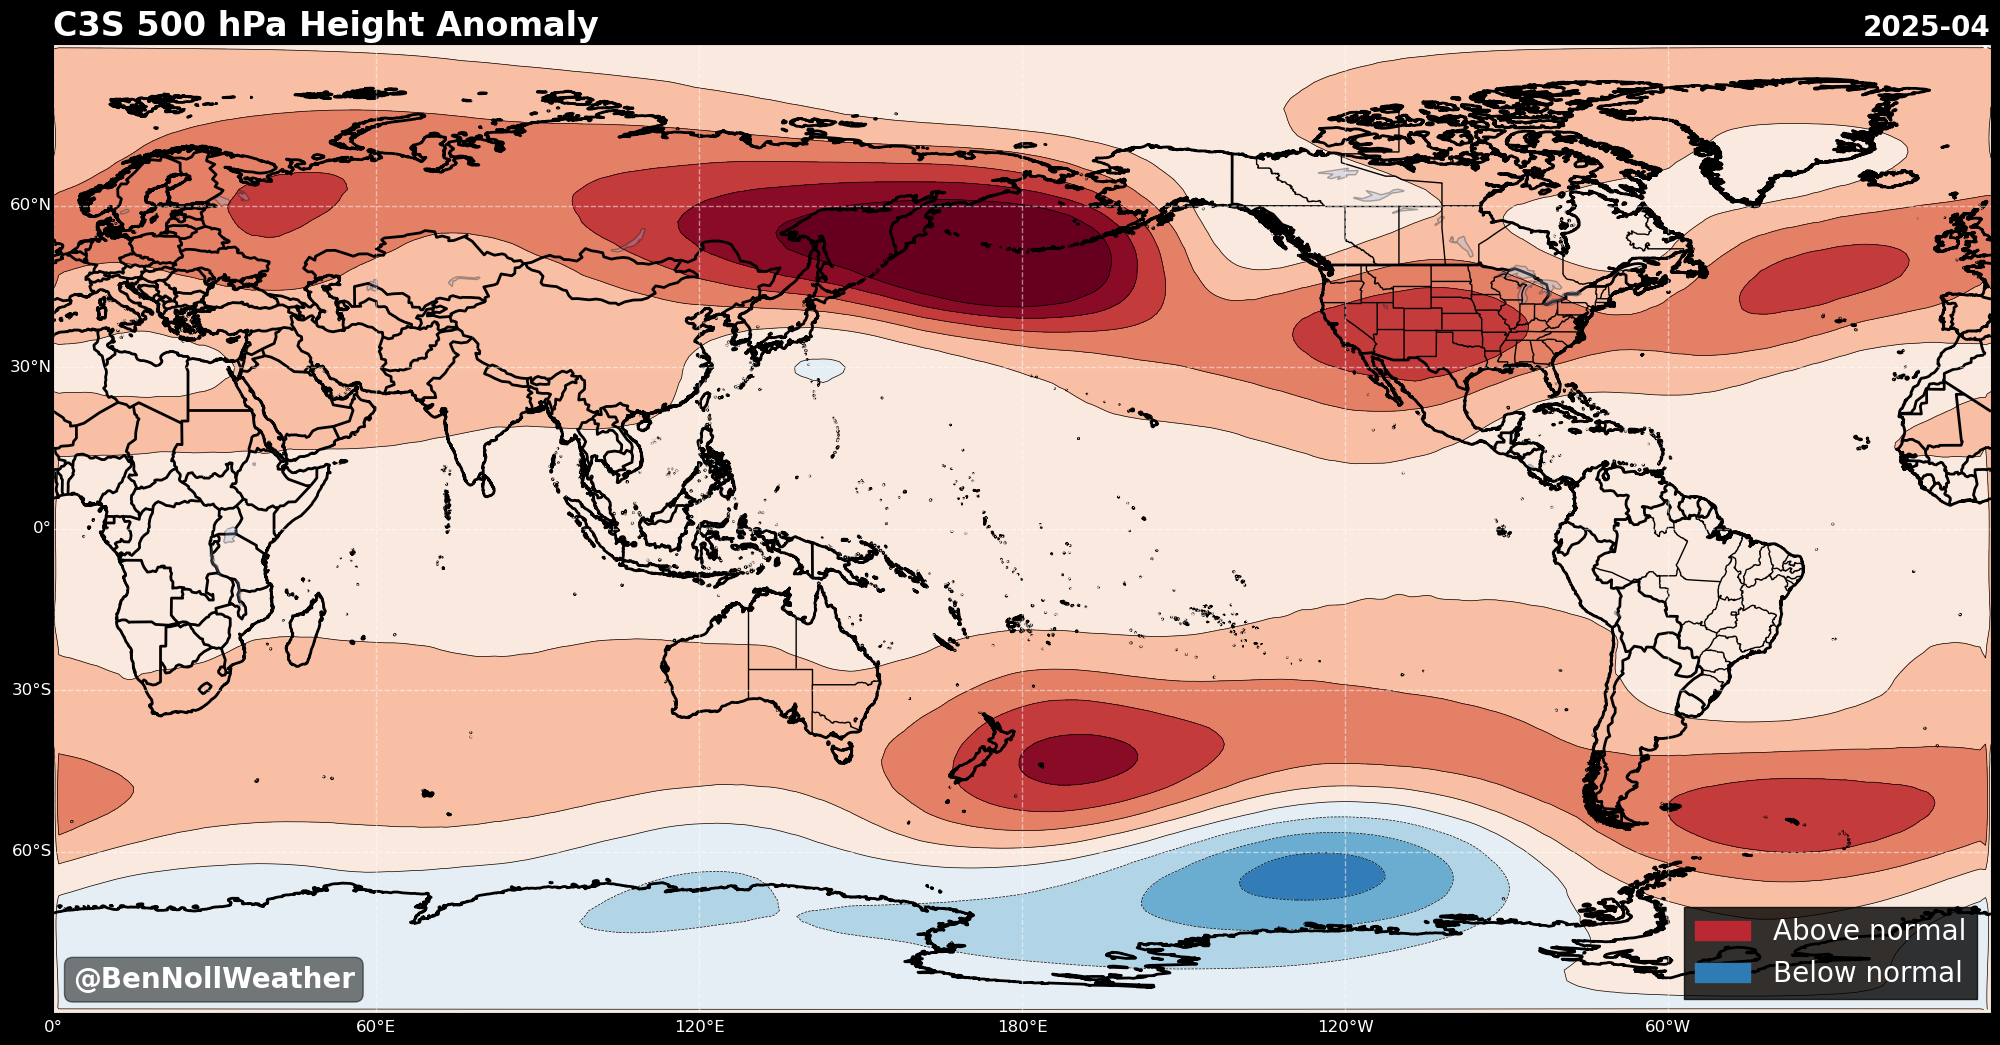 C3S 500 hPa Height Anomaly
2025-04
60°N
30°N
0°
30°S
60°S
Above normal
Below normal
@BenNollWeather
0°
60°E
120°E
180°E
120°W
60°W